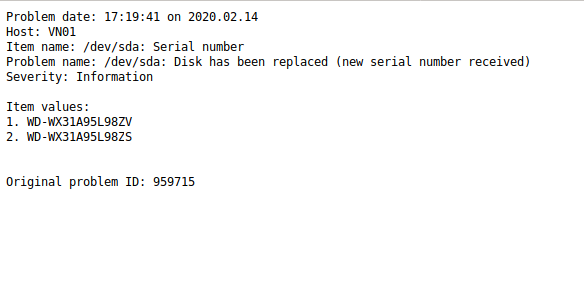 Problem date: 17:19:41 on 2020.02.14
Host: VN01
Item name: /dev/sda: Serial number
Problem name: /dev/sda: Disk has been replaced (new serial number received)
Severity: Information
Item values:
1. WD-WX31A95L98ZV
2. WD-WX31A95L98ZS
Original problem ID: 959715